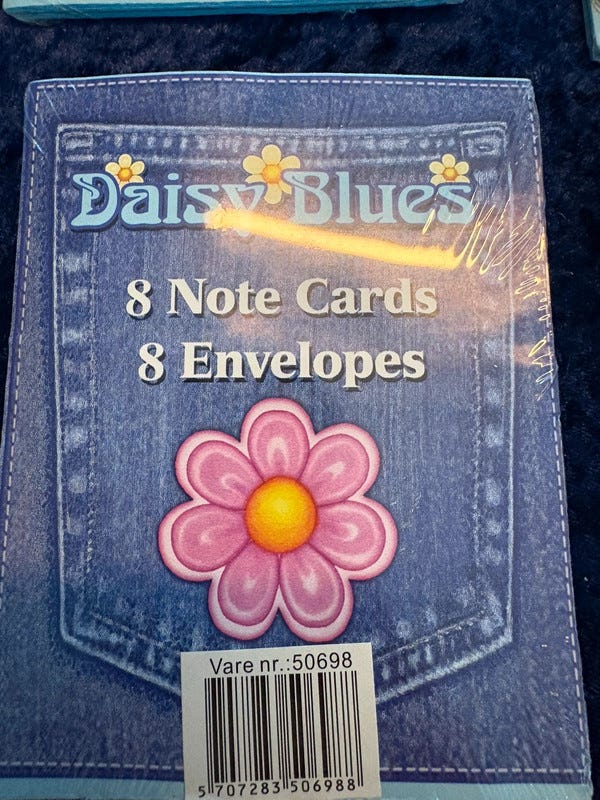 Daisy Blues
8 Note Cards
8 Envelopes
Vare nr.:50698
5 707283 506988